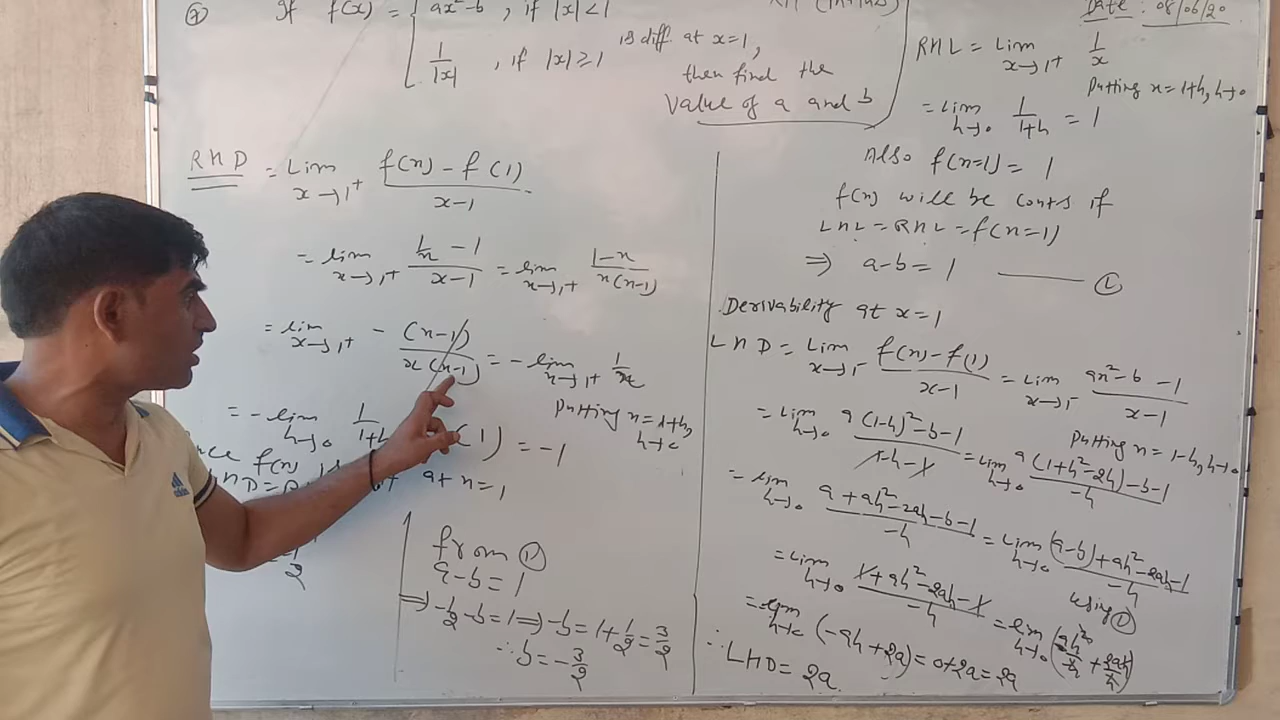 If f(x) = { ax²-b , if |x|<1
1/|x| , if |x| ≥ 1
is diff. at x=1,
then find the
value of a and b
RHD = Lim x→1⁺ f(x) - f(1) / x-1
= lim x→1⁺ 1/x - 1 / x-1 = lim x→1⁺ 1-x / x(x-1)
= lim x→1⁺ - (x-1) / x(x-1) = - lim x→1⁺ 1/x
Putting x = 1+h,
h→0
= - lim h→0 1/1+h (1) = -1
f(x) at x=1
from ①
a-b = 1
⇒ -1/2 - b = 1 ⇒ -b = 1+1/2 = 3/2
∴ b = -3/2
Date : 08/06/20
RHL = Lim x→1⁺ 1/x
Putting x = 1+h, h→0
= Lim h→0 1/1+h = 1
Also f(x=1) = 1
f(x) will be conts if
LHL = RHL = f(x=1)
⇒ a-b = 1 ——— ①
Derivability at x=1
LHD = Lim x→1⁻ f(x) - f(1) / x-1 = Lim x→1⁻ ax²-b -1 / x-1
Putting x = 1-h, h→0
= Lim h→0 a(1-h)²-b-1 / 1-h-1 = Lim h→0 a(1+h²-2h)-b-1 / -h
= Lim h→0 a+ah²-2ah-b-1 / -h = Lim h→0 (a-b)+ah²-2ah-1 / -h
using ①
= Lim h→0 1+ah²-2ah-1 / -h = Lim h→0 (ah²/-h + 2ah/h)
= Lim h→0 (-ah+2a) = 0+2a = 2a
∴ LHD = 2a